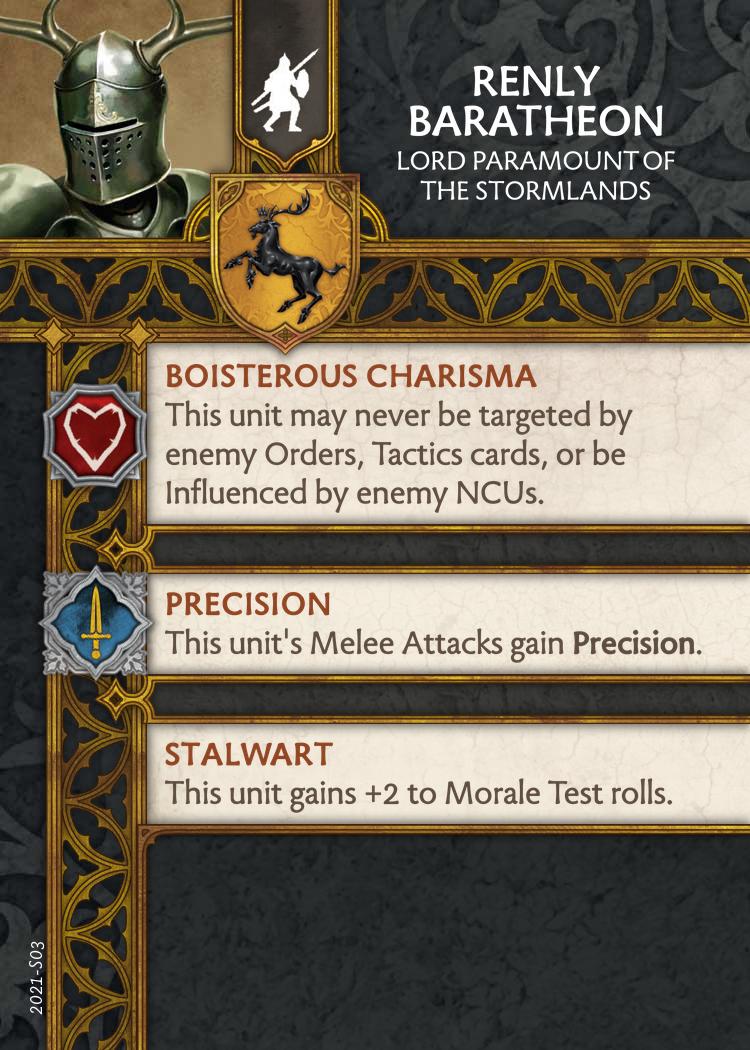 RENLY
BARATHEON
LORD PARAMOUNT OF
THE STORMLANDS
BOISTEROUS CHARISMA
This unit may never be targeted by
enemy Orders, Tactics cards, or be
Influenced by enemy NCUs.
PRECISION
This unit's Melee Attacks gain Precision.
STALWART
This unit gains +2 to Morale Test rolls.
2021-S03